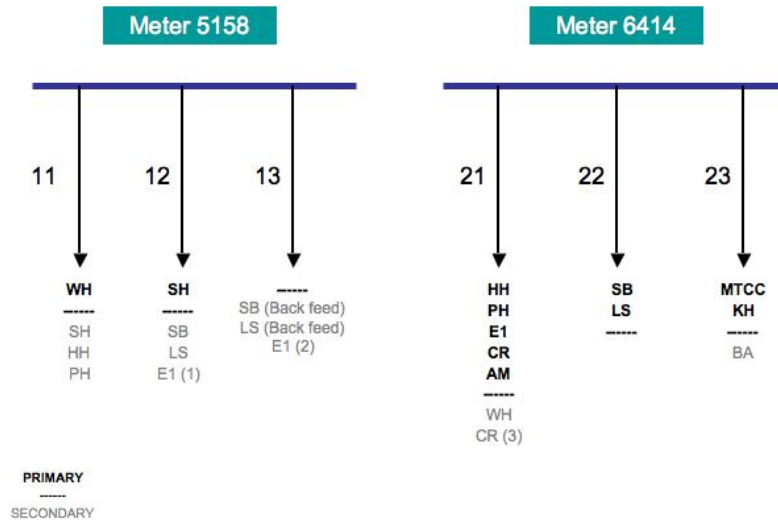 Meter 5158
Meter 6414
11
12
13
21
22
23
WH
------
SH
HH
PH
SH
------
SB
LS
E1 (1)
------
SB (Back feed)
LS (Back feed)
E1 (2)
HH
PH
E1
CR
AM
------
WH
CR (3)
SB
LS
------
MTCC
KH
------
BA
PRIMARY
------
SECONDARY